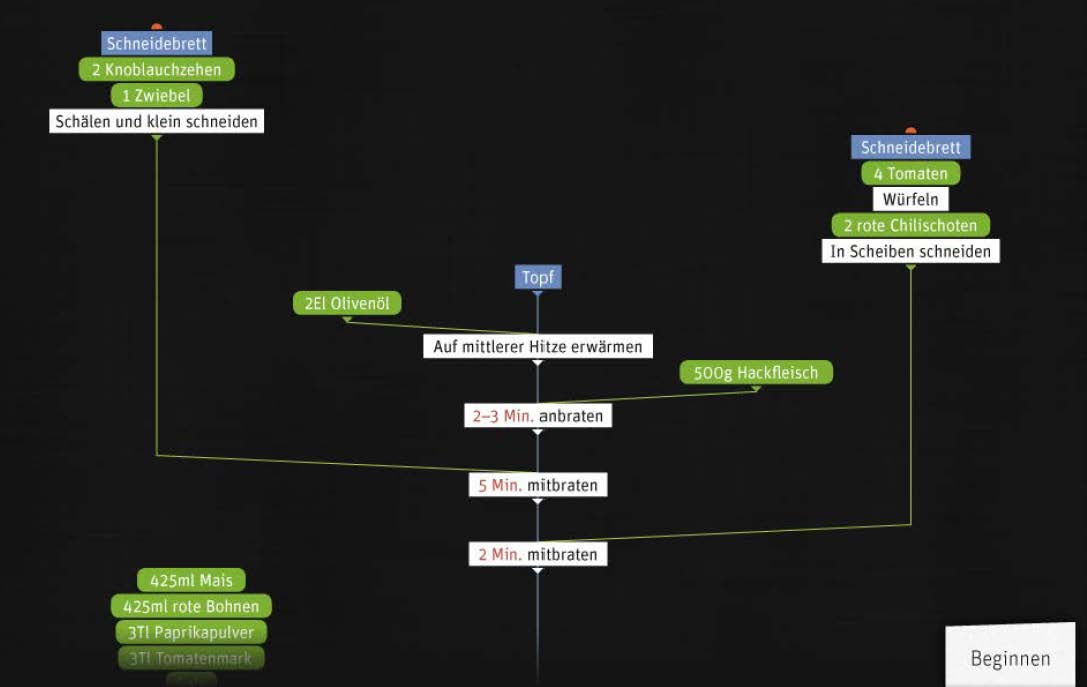 Schneidebrett
2 Knoblauchzehen
1 Zwiebel
Schälen und klein schneiden
Schneidebrett
4 Tomaten
Würfeln
2 rote Chilischoten
In Scheiben schneiden
Topf
2El Olivenöl
Auf mittlerer Hitze erwärmen
500g Hackfleisch
2–3 Min. anbraten
5 Min. mitbraten
2 Min. mitbraten
425ml Mais
425ml rote Bohnen
3Tl Paprikapulver
3Tl Tomatenmark
Beginnen